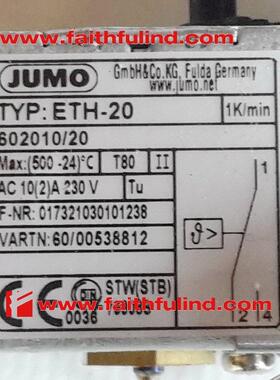 www.faithfulind.com
JUMO
GmbH&Co.KG, Fulda Germany
www.jumo.net
TYP: ETH-20
1K/min
602010/20
Max:(500 -24)°C
T80
II
AC 10(2)A 230 V
Tu
F-NR: 017321030101238
VARTN: 60/00538812
ϑ>
1
2
4
CE
0036
STW(STB)
www.faithfulind.com